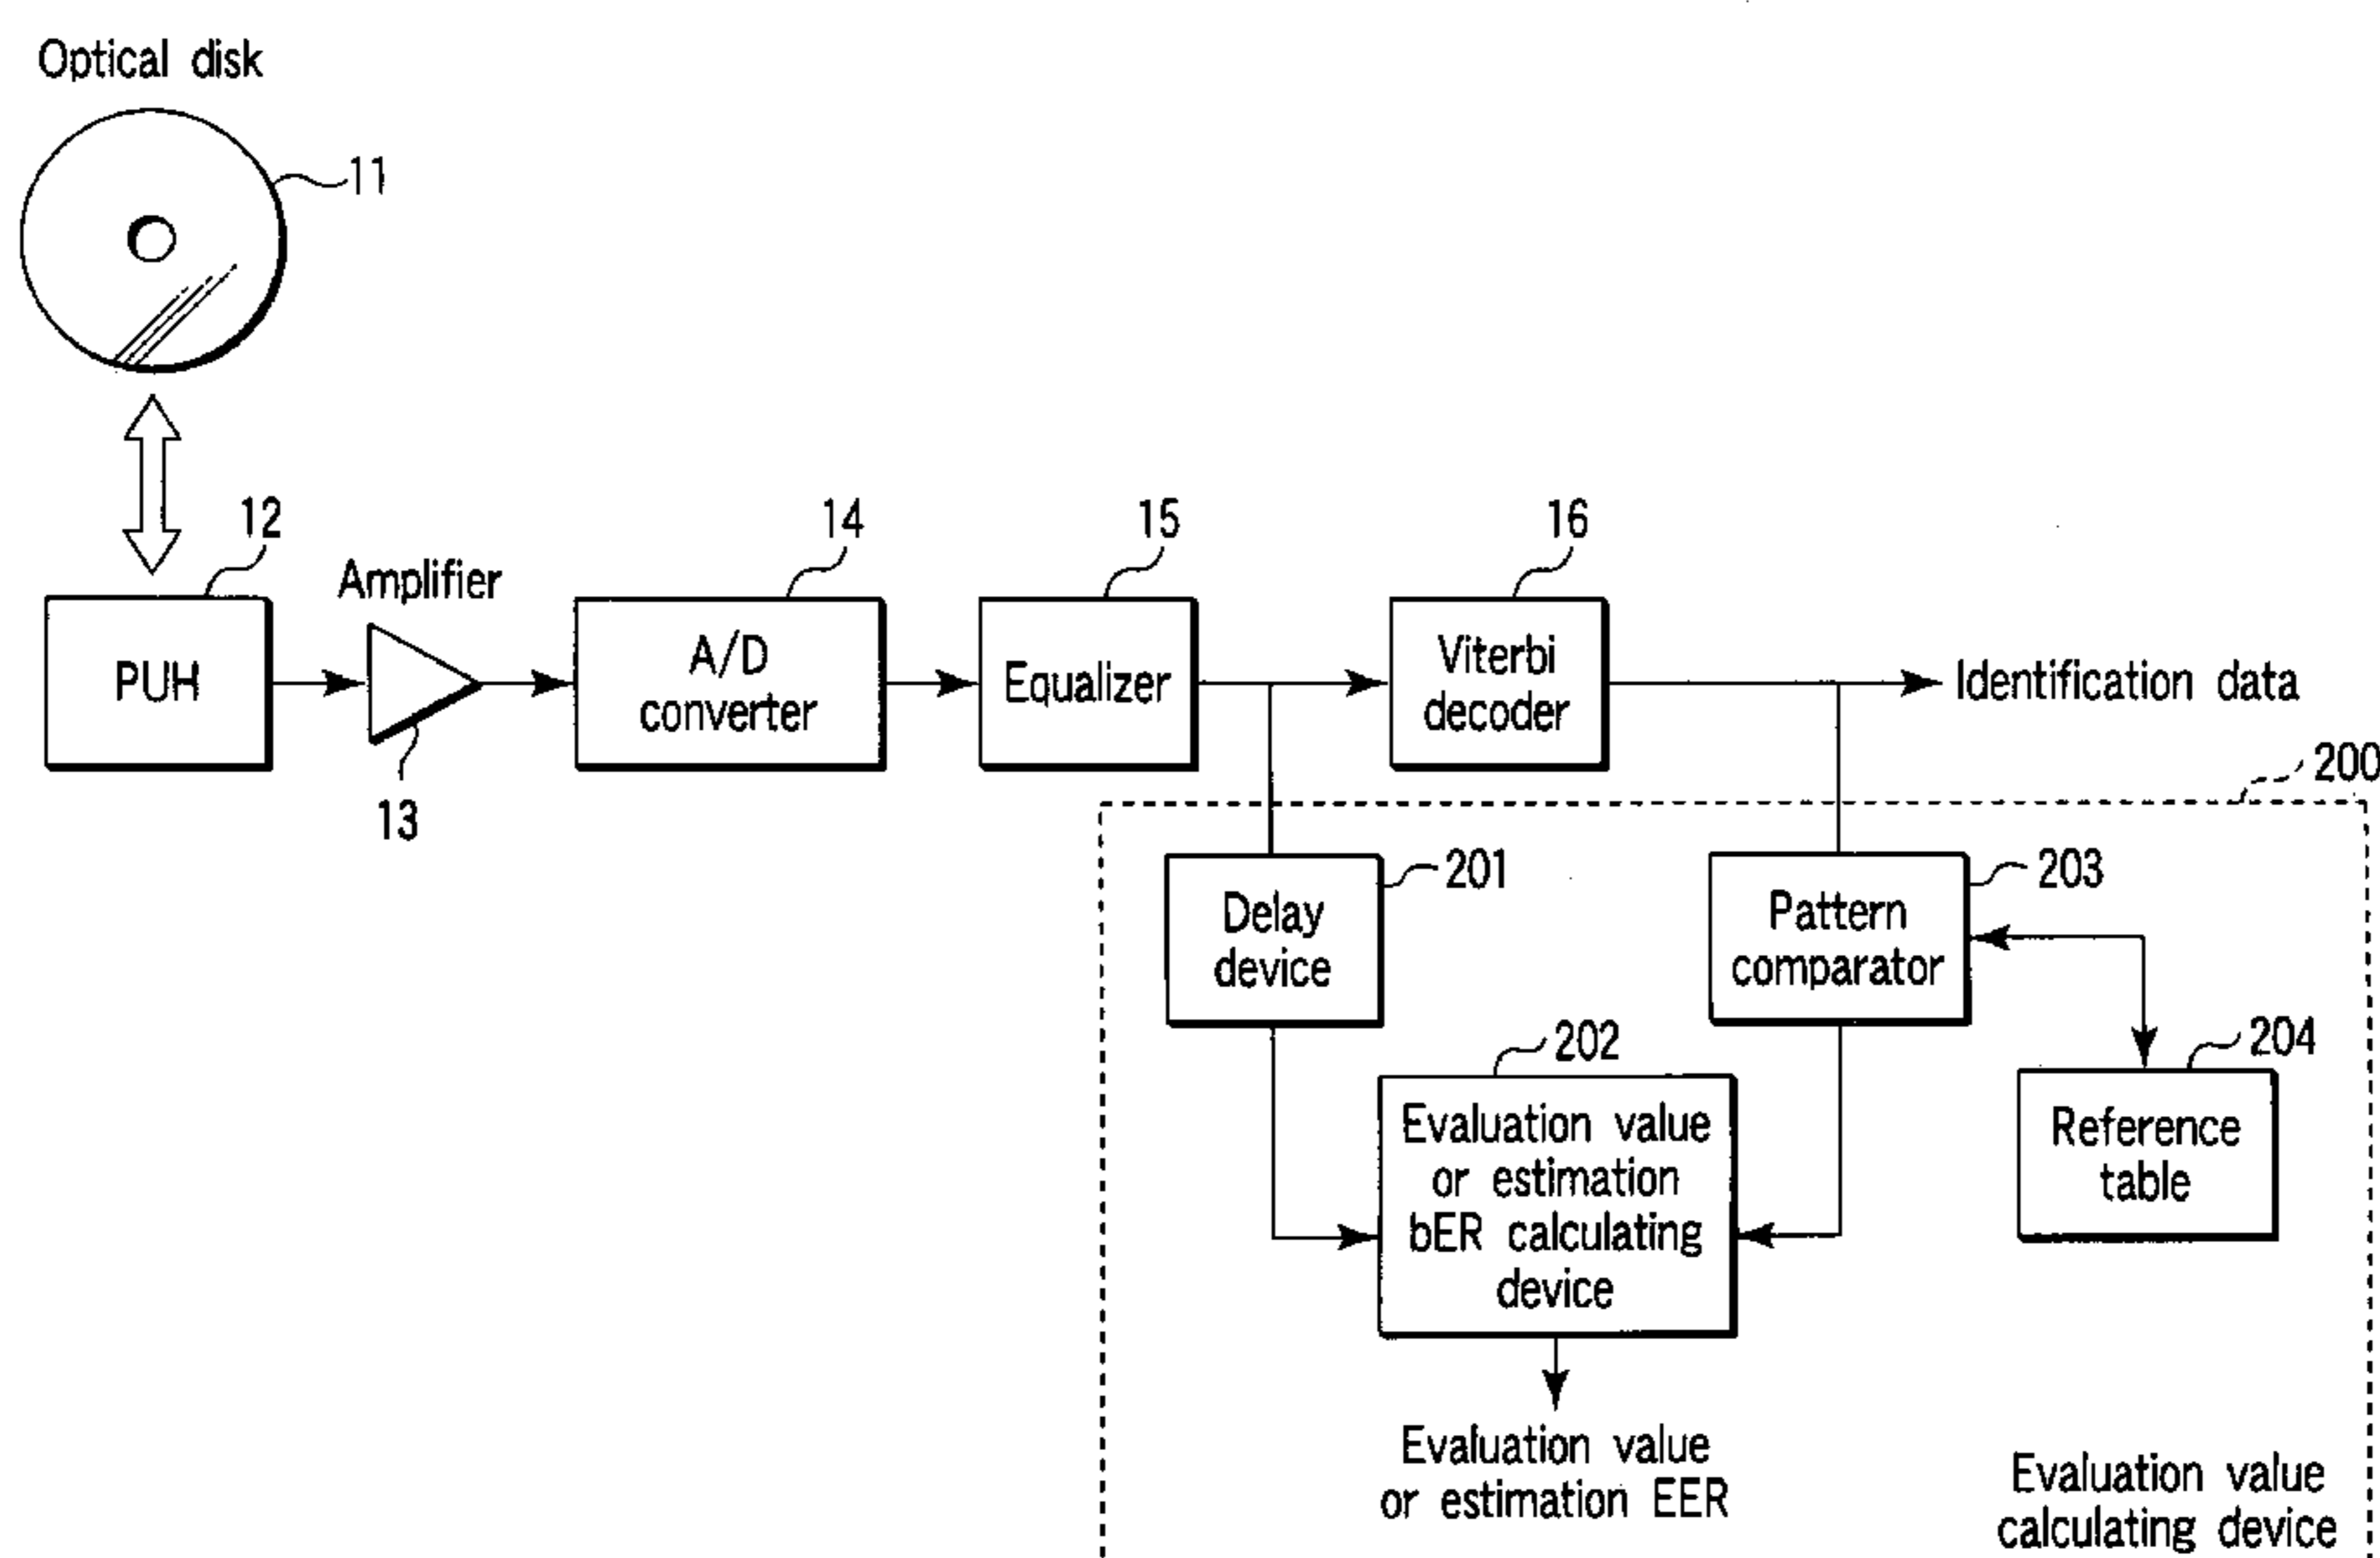 Optical disk
11
12
Amplifier
14
15
16
PUH
A/D
converter
Equalizer
Viterbi
decoder
Identification data
13
200
201
203
Delay
device
Pattern
comparator
202
204
Evaluation value
or estimation
bER calculating
device
Reference
table
Evaluation value
or estimation EER
Evaluation value
calculating device